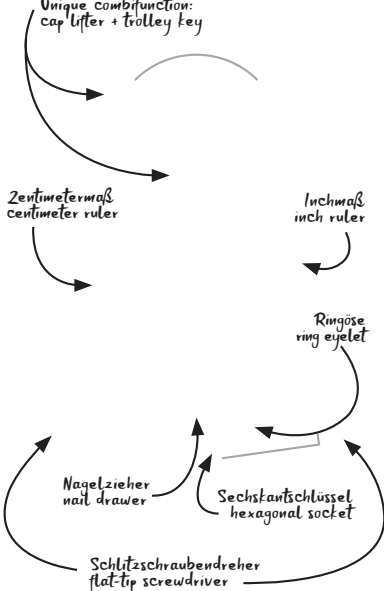 Unique combifunction:
cap lifter + trolley key
Zentimetermaß
centimeter ruler
Inchmaß
inch ruler
Ringöse
ring eyelet
Nagelzieher
nail drawer
Sechskantschlüssel
hexagonal socket
Schlitzschraubendreher
flat-tip screwdriver